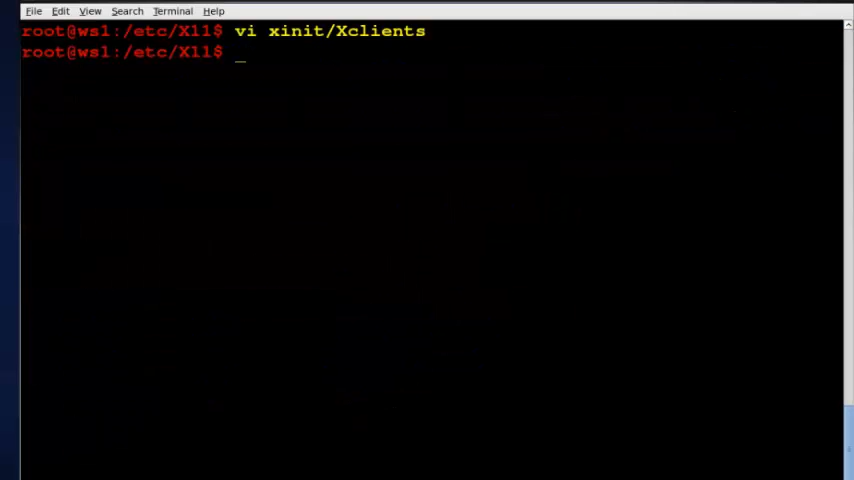 File Edit View Search Terminal Help
root@ws1:/etc/X11$ vi xinit/Xclients
root@ws1:/etc/X11$ _